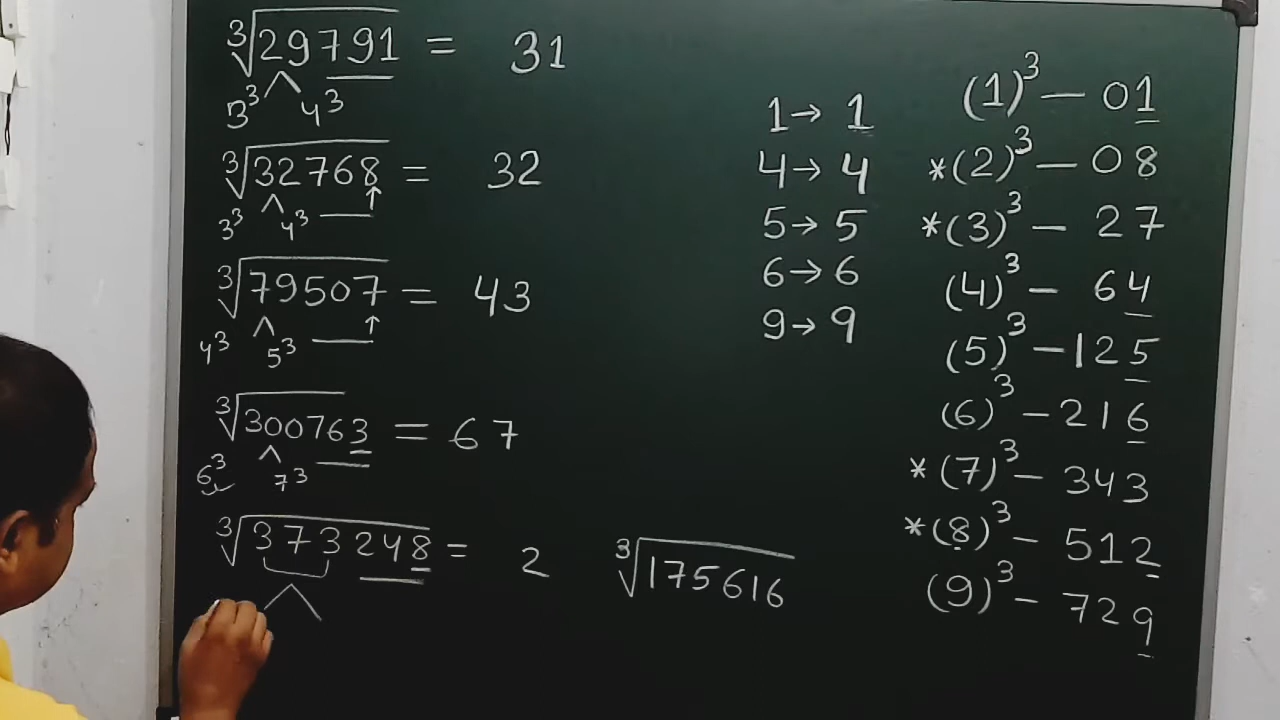 ∛29791 = 31
3³ 4³
∛32768 = 32
3³ 4³
∛79507 = 43
4³ 5³
∛300763 = 67
6³ 7³
∛373248 = 2
∛175616
1→1
4→4
5→5
6→6
9→9
(1)³ – 01
*(2)³ – 08
*(3)³ – 27
(4)³ – 64
(5)³ – 125
(6)³ – 216
*(7)³ – 343
*(8)³ – 512
(9)³ – 729